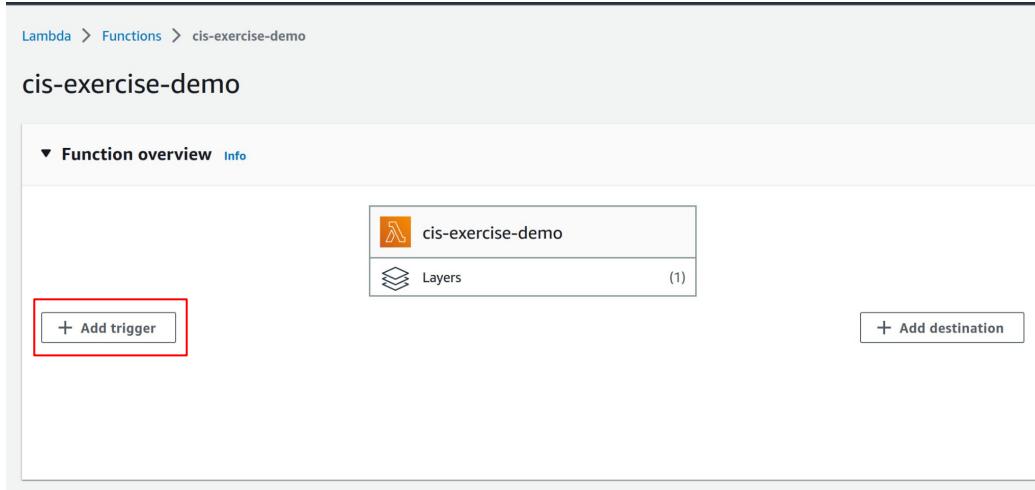 Lambda > Functions > cis-exercise-demo
cis-exercise-demo
▼ Function overview Info
cis-exercise-demo
Layers (1)
+ Add trigger
+ Add destination